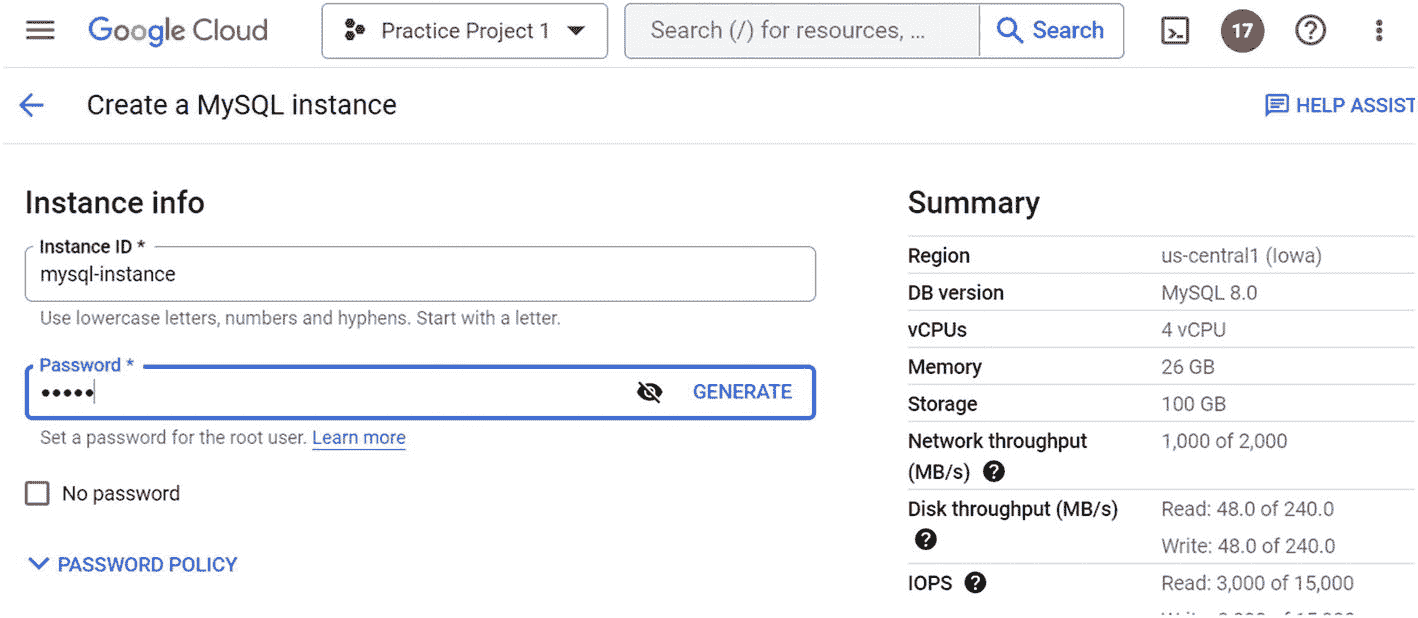 Google Cloud
Practice Project 1
Search (/) for resources, ...
Search
17
Create a MySQL instance
HELP ASSIST
Instance info
Instance ID *
mysql-instance
Use lowercase letters, numbers and hyphens. Start with a letter.
Password *
•••••
GENERATE
Set a password for the root user. Learn more
No password
PASSWORD POLICY
Summary
Region us-central1 (Iowa)
DB version MySQL 8.0
vCPUs 4 vCPU
Memory 26 GB
Storage 100 GB
Network throughput 1,000 of 2,000
(MB/s)
Disk throughput (MB/s) Read: 48.0 of 240.0
Write: 48.0 of 240.0
IOPS Read: 3,000 of 15,000